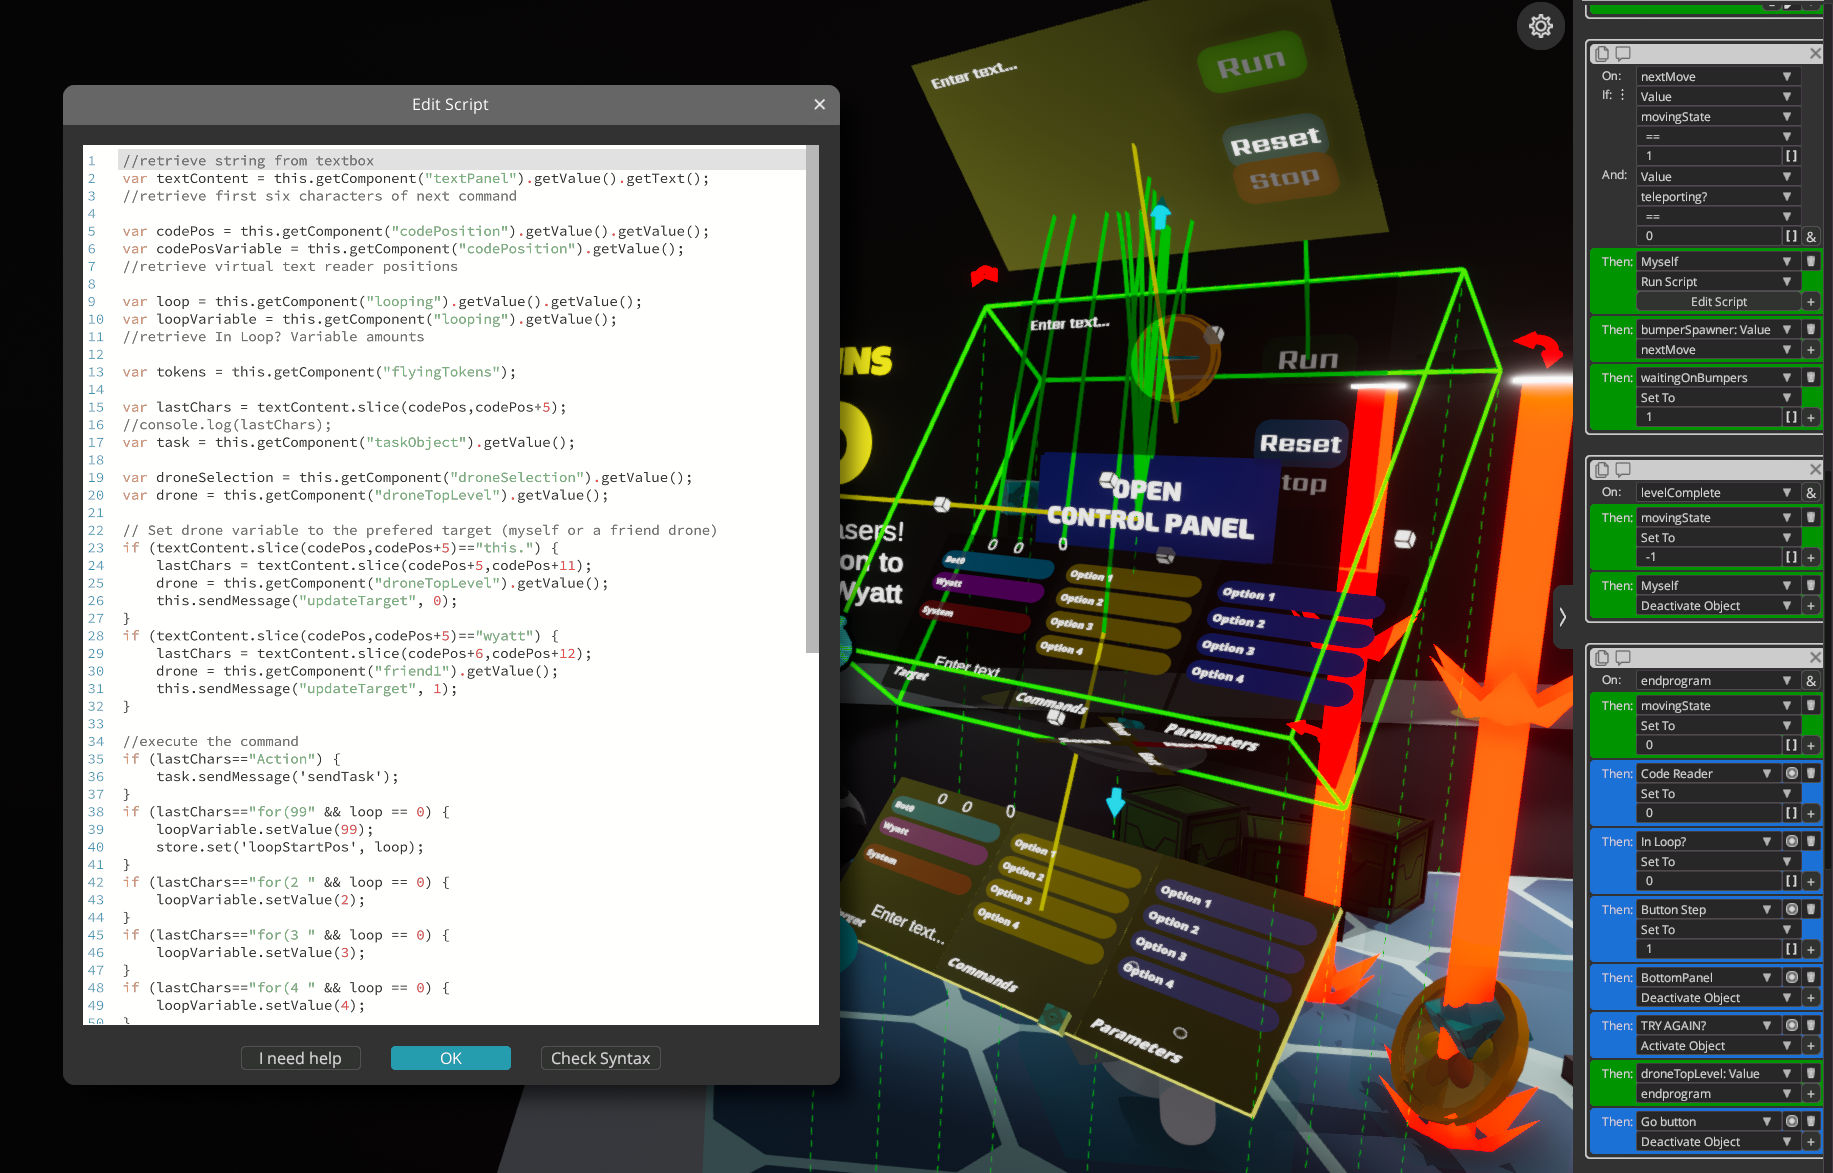 Edit Script
1 //retrieve string from textbox
2 var textContent = this.getComponent("textPanel").getValue().getText();
3 //retrieve first six characters of next command
4
5 var codePos = this.getComponent("codePosition").getValue().getValue();
6 var codePosVariable = this.getComponent("codePosition").getValue();
7 //retrieve virtual text reader positions
8
9 var loop = this.getComponent("looping").getValue().getValue();
10 var loopVariable = this.getComponent("looping").getValue();
11 //retrieve In Loop? Variable amounts
12
13 var tokens = this.getComponent("flyingTokens");
14
15 var lastChars = textContent.slice(codePos,codePos+5);
16 //console.log(lastChars);
17 var task = this.getComponent("taskObject").getValue();
18
19 var droneSelection = this.getComponent("droneSelection").getValue();
20 var drone = this.getComponent("droneTopLevel").getValue();
21
22 // Set drone variable to the prefered target (myself or a friend drone)
23 if (textContent.slice(codePos,codePos+5)=="this.") {
24 lastChars = textContent.slice(codePos+5,codePos+11);
25 drone = this.getComponent("droneTopLevel").getValue();
26 this.sendMessage("updateTarget", 0);
27 }
28 if (textContent.slice(codePos,codePos+5)=="wyatt") {
29 lastChars = textContent.slice(codePos+6,codePos+12);
30 drone = this.getComponent("friend1").getValue();
31 this.sendMessage("updateTarget", 1);
32 }
33
34 //execute the command
35 if (lastChars=="Action") {
36 task.sendMessage('sendTask');
37 }
38 if (lastChars=="for(99" && loop == 0) {
39 loopVariable.setValue(99);
40 store.set('loopStartPos', loop);
41 }
42 if (lastChars=="for(2 " && loop == 0) {
43 loopVariable.setValue(2);
44 }
45 if (lastChars=="for(3 " && loop == 0) {
46 loopVariable.setValue(3);
47 }
48 if (lastChars=="for(4 " && loop == 0) {
49 loopVariable.setValue(4);
50 }
I need help
OK
Check Syntax
Enter text...
Run
Reset
Stop
Enter text...
Run
Reset
top
UNS
OPEN
CONTROL PANEL
asers!
on to
Wyatt
0 0 0
Bot0
Wyatt
System
Option 1
Option 2
Option 3
Option 4
Option 1
Option 2
Option 3
Option 4
Target
Enter text
Commands
Parameters
0 0 0
Bot0
Wyatt
System
Option 1
Option 2
Option 3
Option 4
Option 1
Option 2
Option 3
Option 4
Enter text...
Commands
Parameters
On: nextMove
If: Value
movingState
==
1 []
And: Value
teleporting?
==
0 [] &
Then: Myself
Run Script
Edit Script +
Then: bumperSpawner: Value
nextMove +
Then: waitingOnBumpers
Set To
1 [] +
On: levelComplete &
Then: movingState
Set To
-1 [] +
Then: Myself
Deactivate Object +
On: endprogram &
Then: movingState
Set To
0 [] +
Then: Code Reader
Set To
0 [] +
Then: In Loop?
Set To
0 [] +
Then: Button Step
Set To
1 [] +
Then: BottomPanel
Deactivate Object +
Then: TRY AGAIN?
Activate Object +
Then: droneTopLevel: Value
endprogram +
Then: Go button
Deactivate Object +